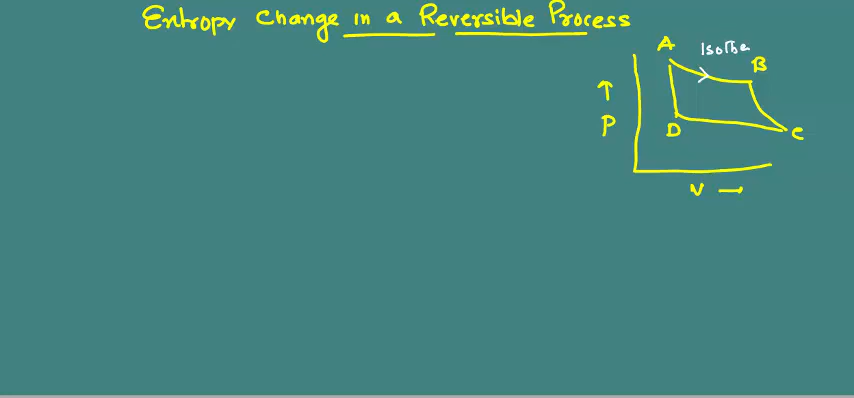 Entropy Change in a Reversible Process
A
Isothe
B
↑
P
D
C
V →